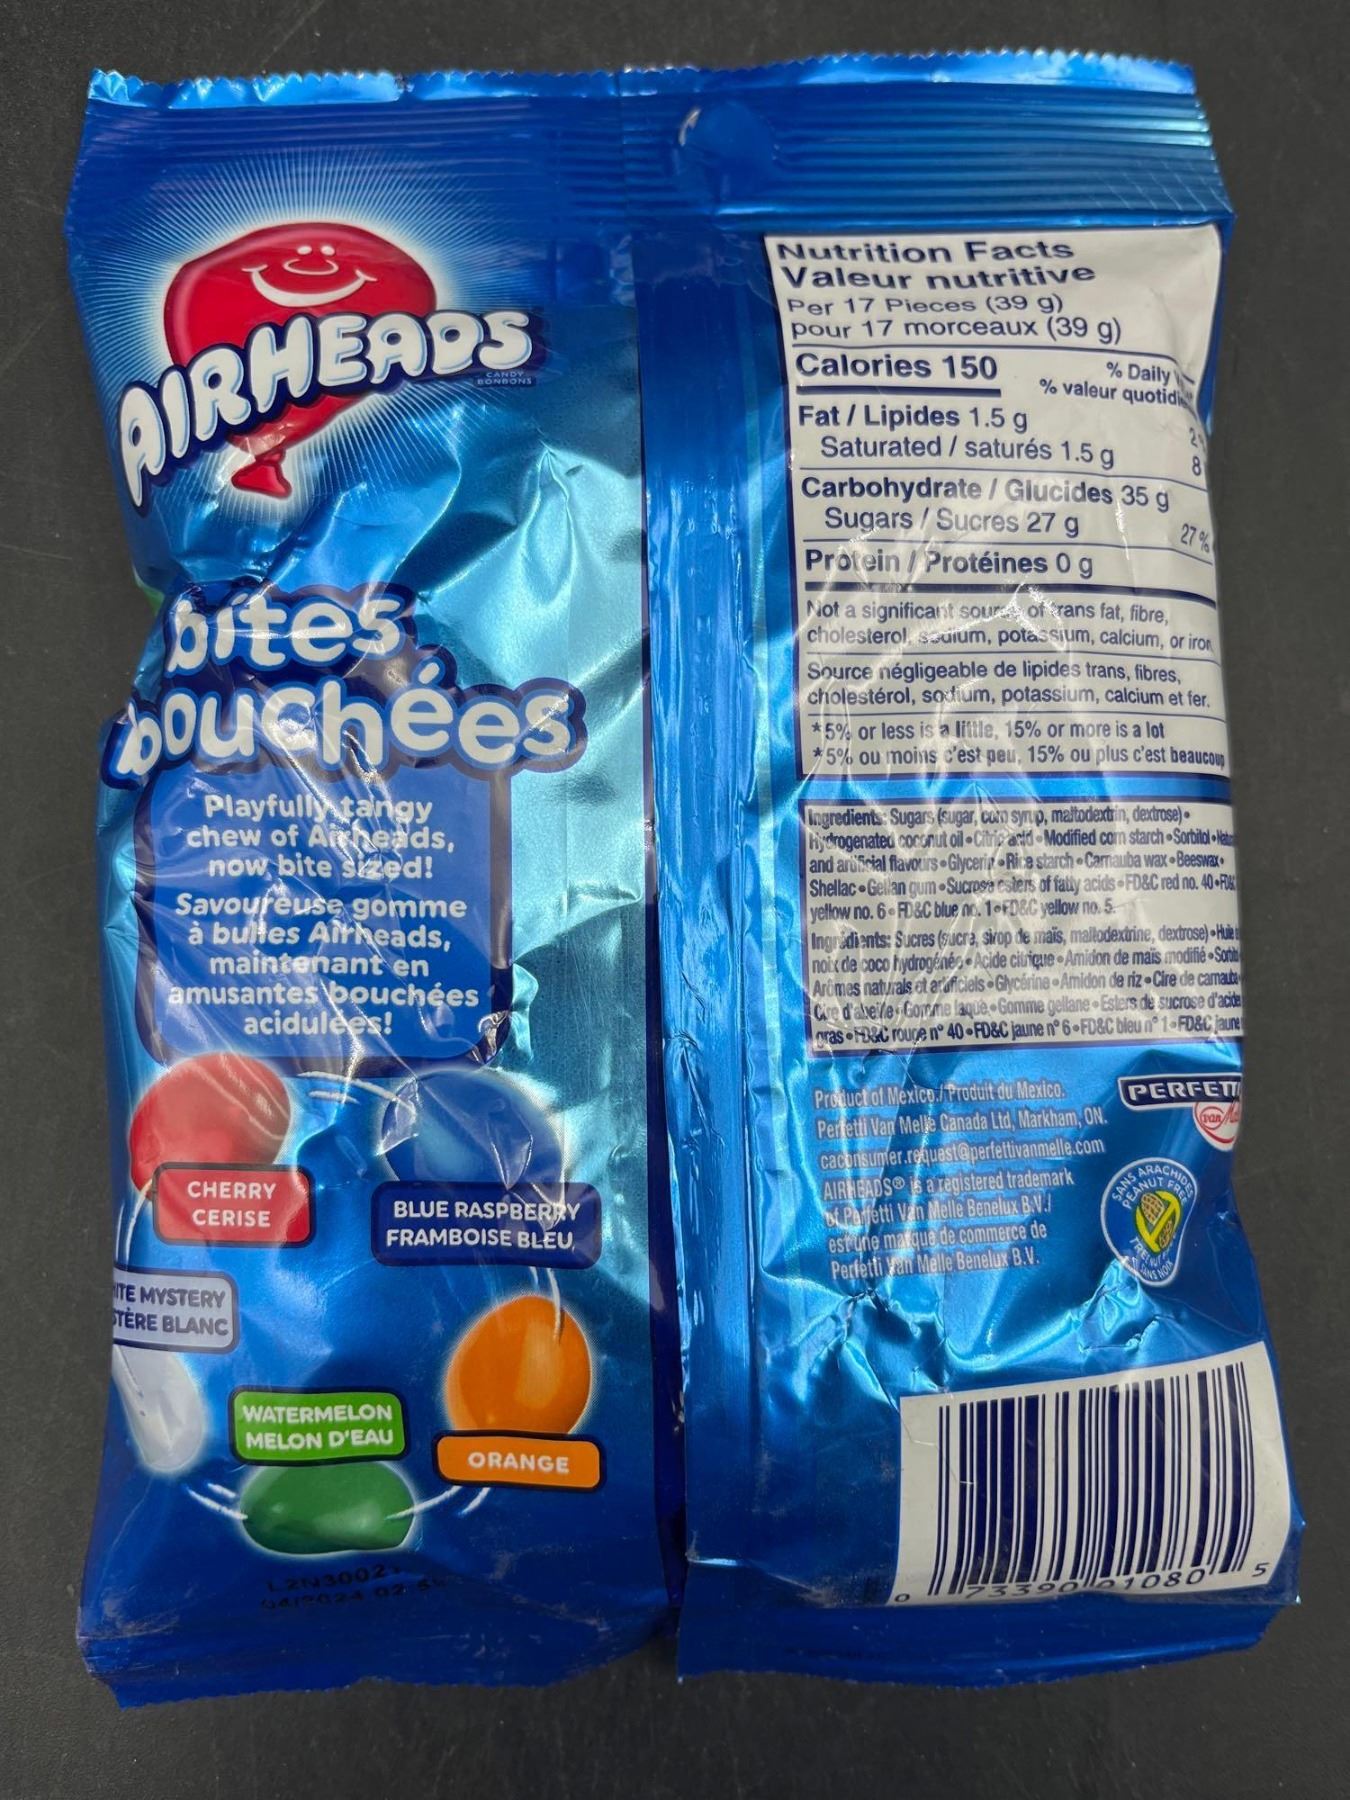 AIRHEADS
CANDY
BONBONS
bites
bouchées
Playfully tangy
chew of Airheads,
now bite sized!
Savoureuse gomme
à bulles Airheads,
maintenant en
amusantes bouchées
acidulées!
CHERRY
CERISE
BLUE RASPBERRY
FRAMBOISE BLEU
MYSTERY
BLANC
WATERMELON
MELON D'EAU
ORANGE
Nutrition Facts
Valeur nutritive
Per 17 Pieces (39 g)
pour 17 morceaux (39 g)
Calories 150
% Daily
% valeur
Fat / Lipides 1.5 g
Saturated / saturés 1.5 g
Carbohydrate / Glucides 35 g
Sugars / Sucres 27 g 27 %
Protein / Protéines 0 g
Not a significant source of trans fat, fibre,
cholesterol, sodium, potassium, calcium, or iron
Source négligeable de lipides trans, fibres,
cholestérol, sodium, potassium, calcium et fer.
*5% or less is a little, 15% or more is a lot
*5% ou moins c'est peu, 15% ou plus c'est beaucoup
Ingredients: Sugars (sugar, corn syrup, maltodextrin, dextrose) •
Hydrogenated coconut oil • Citric acid • Modified corn starch • Sorbitol •
and artificial flavours • Glycerin • Rice starch • Carnauba wax • Beeswax •
Shellac • Gellan gum • Sucrose esters of fatty acids • FD&C red no. 40 •
yellow no. 6 • FD&C blue no. 1 • FD&C yellow no. 5.
Ingrédients: Sucres (sucre, sirop de maïs, maltodextrine, dextrose) • Huile
noix de coco hydrogénée • Acide citrique • Amidon de maïs modifié •
Arômes naturals et artificiels • Glycérine • Amidon de riz • Cire de carnauba
Cire d'abeille • Gomme laque • Gomme gellane • Esters de sucrose d'acide
gras • FD&C rouge n° 40 • FD&C jaune n° 6 • FD&C bleu n° 1 • FD&C jaune
Product of Mexico./Produit du Mexico.
Perfetti Van Melle Canada Ltd, Markham, ON.
caconsumer.request@perfettivanmelle.com
AIRHEADS® is a registered trademark
of Perfetti Van Melle Benelux B.V./
est une marque de commerce de
Perfetti Van Melle Benelux B.V.
PERFETTI
van
SANS ARACHIDES
PEANUT FREE
SANS NOIX
0 73390 01080 5